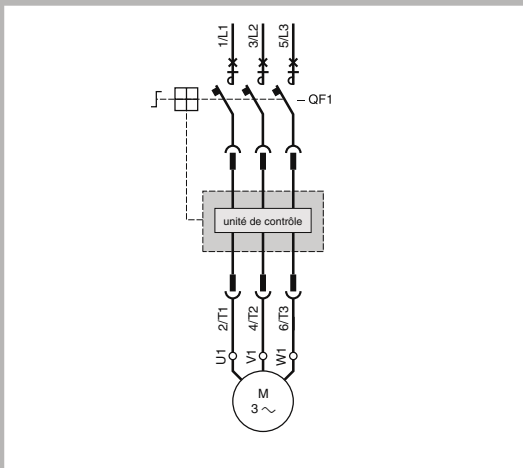 1/L1
3/L2
5/L3
– QF1
unité de contrôle
2/T1
4/T2
6/T3
U1
V1
W1
M
3 ~